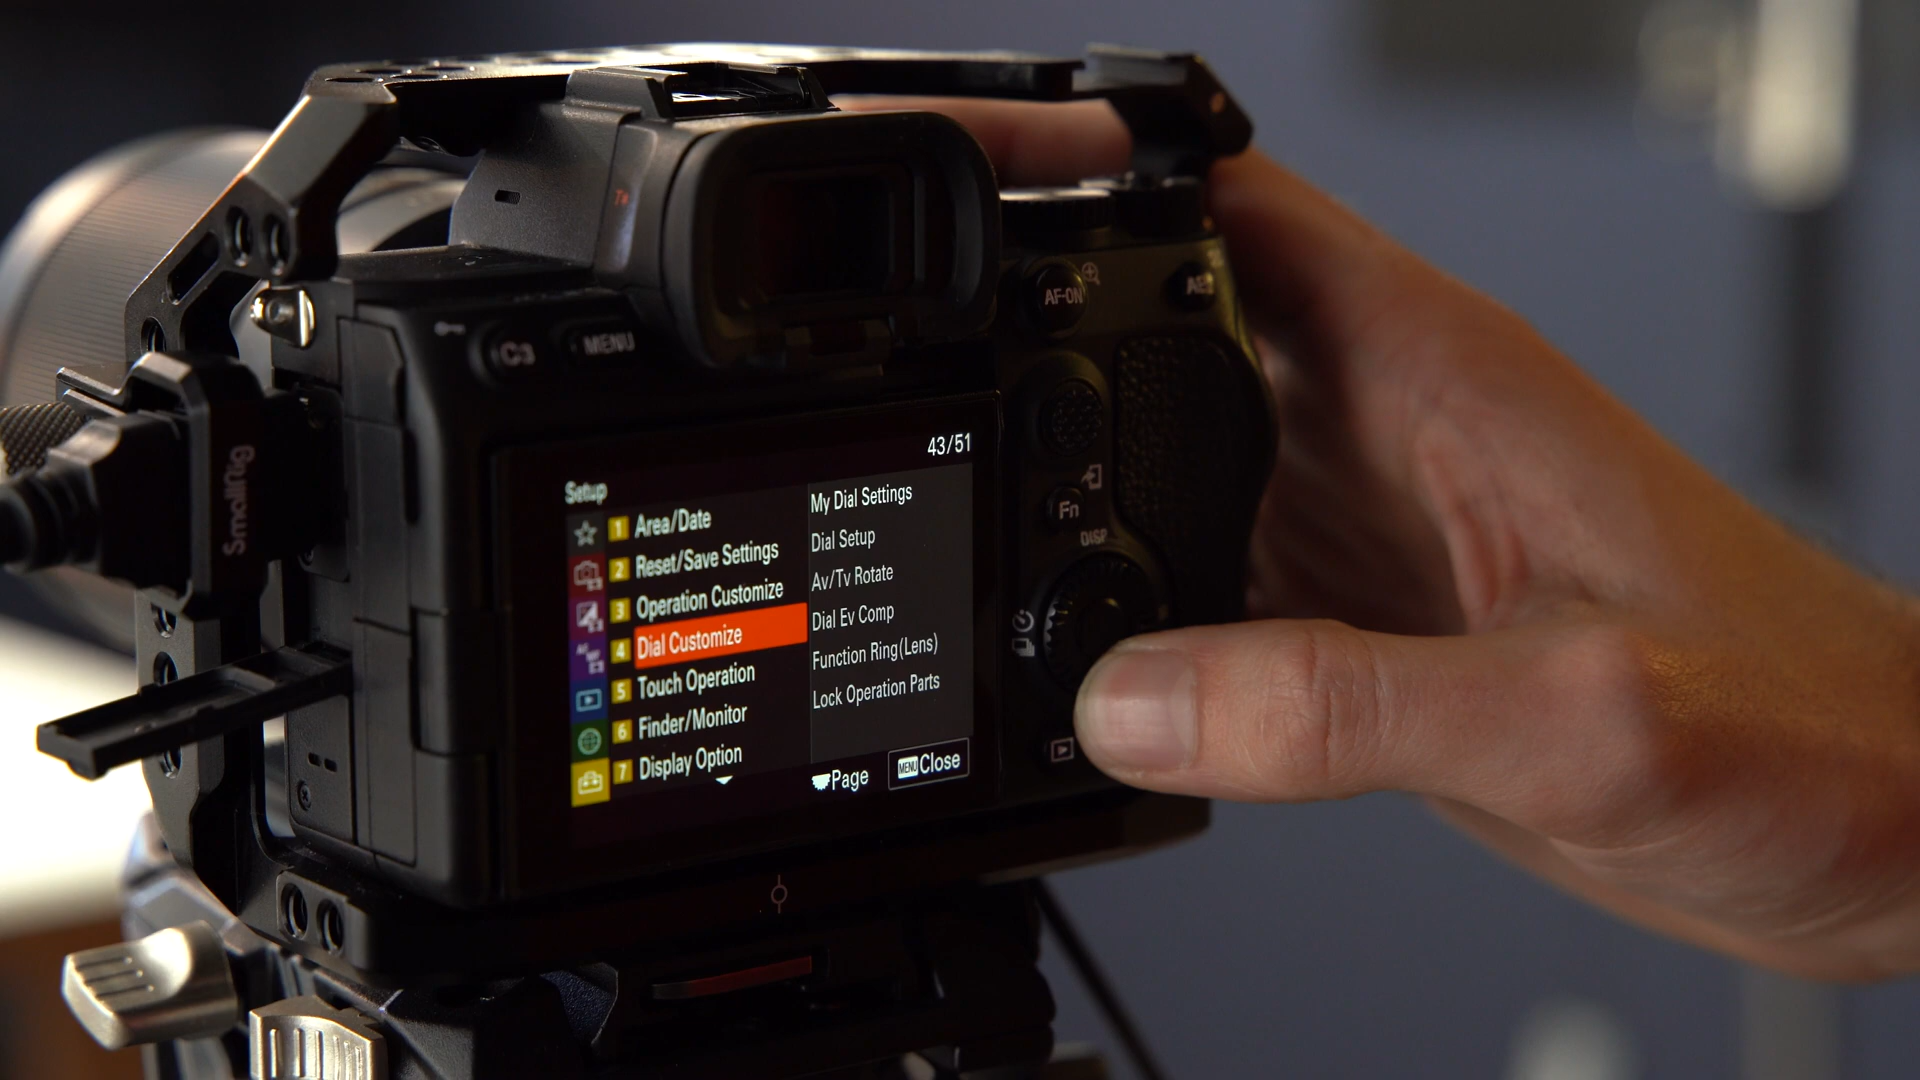 C3
MENU
AF-ON
SmallRig
43/51
Setup
1 Area/Date
2 Reset/Save Settings
3 Operation Customize
4 Dial Customize
5 Touch Operation
6 Finder/Monitor
7 Display Option
My Dial Settings
Dial Setup
Av/Tv Rotate
Dial Ev Comp
Function Ring(Lens)
Lock Operation Parts
Page
MENU Close
Fn
DISP